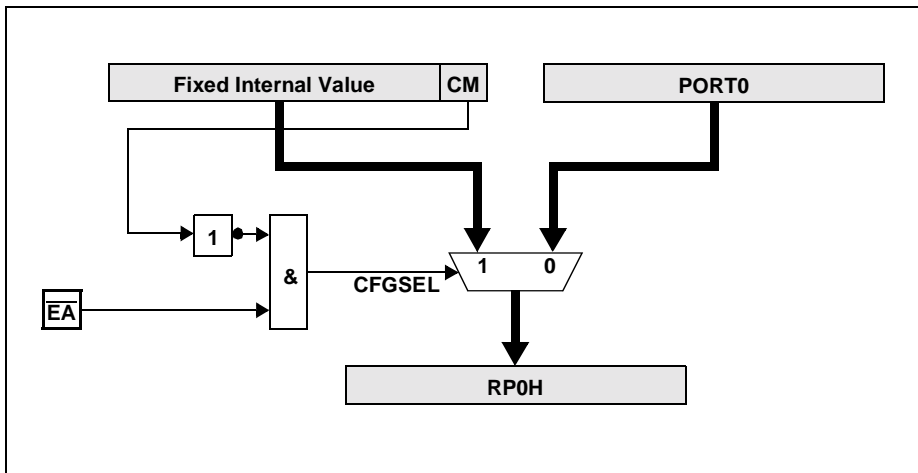 Fixed Internal Value CM PORT0
1
1 0
&
CFGSEL
EA
RP0H